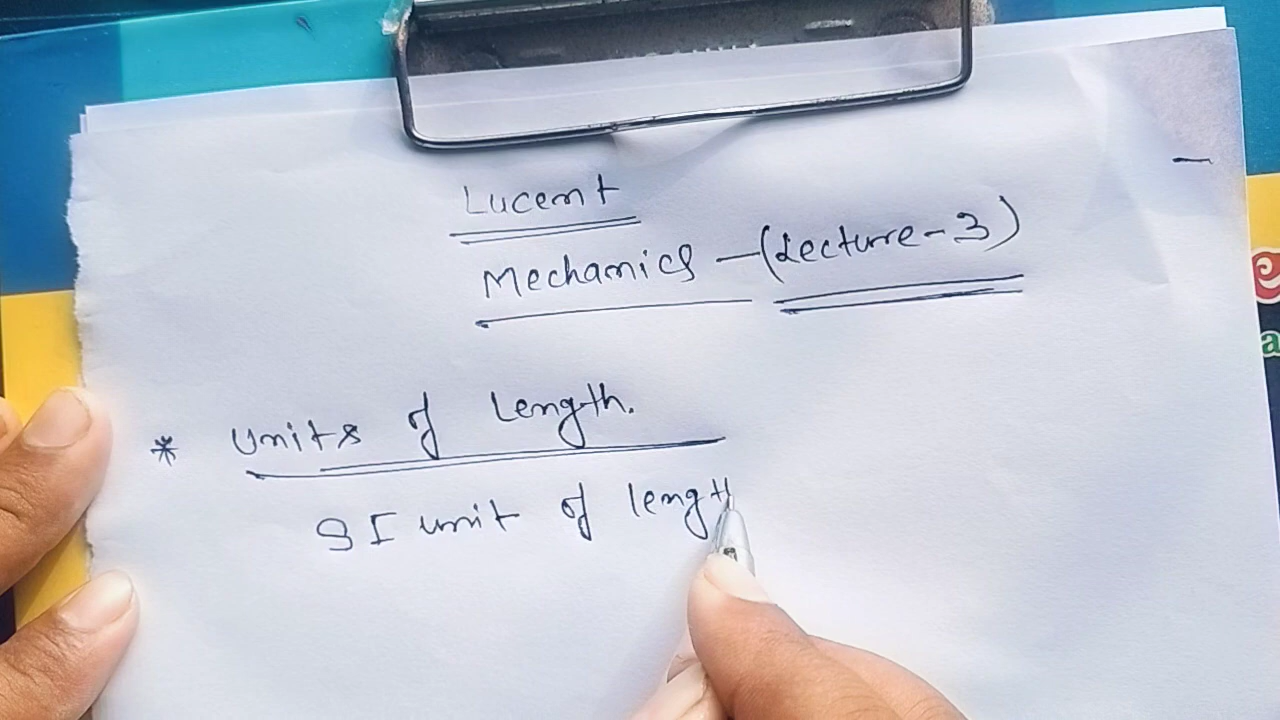 Lucent
Mechanics - (Lecture - 3)
* Units of Length.
SI unit of length